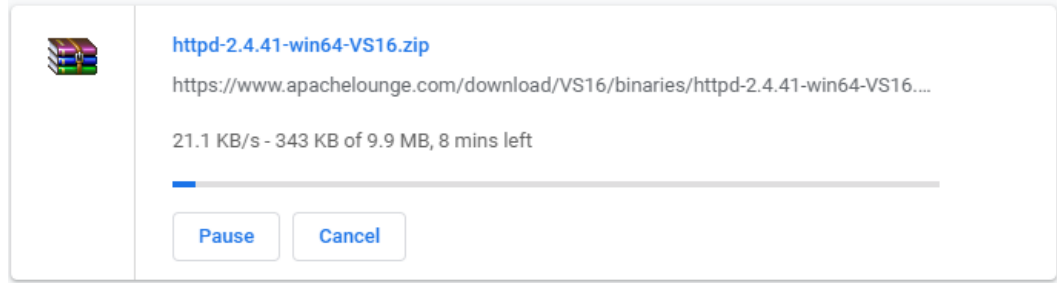 httpd-2.4.41-win64-VS16.zip
https://www.apachelounge.com/download/VS16/binaries/httpd-2.4.41-win64-VS16....
21.1 KB/s - 343 KB of 9.9 MB, 8 mins left
Pause Cancel